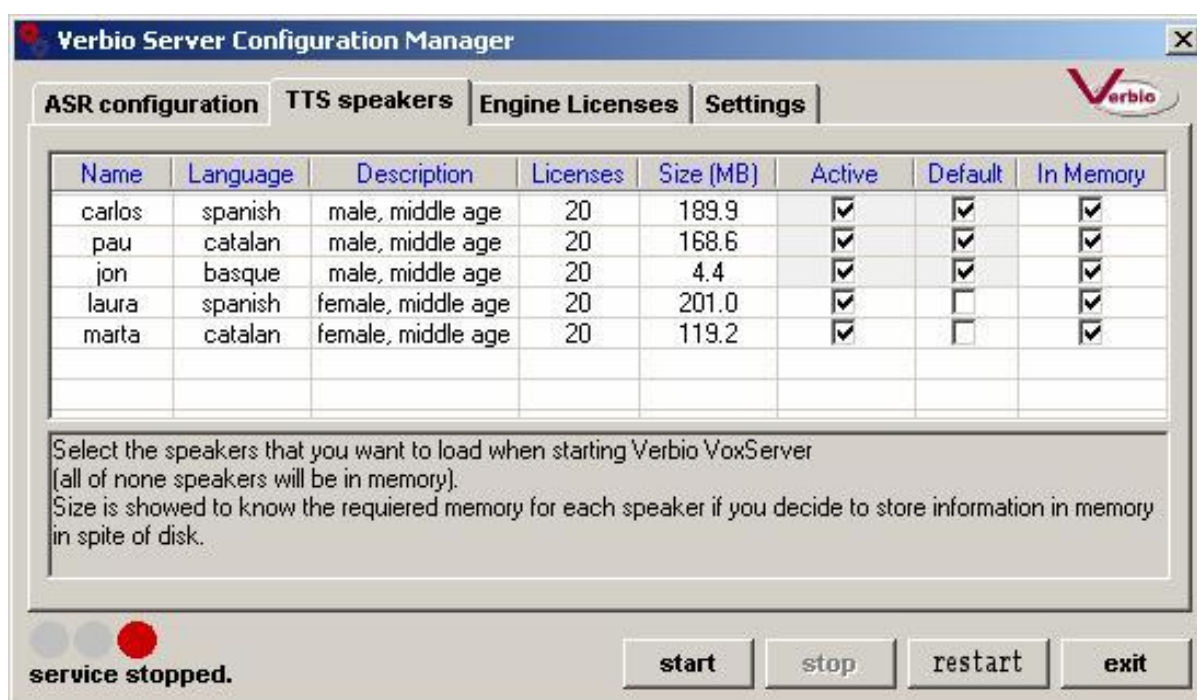 Verbio Server Configuration Manager
Verbio
ASR configuration TTS speakers Engine Licenses Settings
Name Language Description Licenses Size (MB) Active Default In Memory
carlos spanish male, middle age 20 189.9
pau catalan male, middle age 20 168.6
jon basque male, middle age 20 4.4
laura spanish female, middle age 20 201.0
marta catalan female, middle age 20 119.2
Select the speakers that you want to load when starting Verbio VoxServer
(all of none speakers will be in memory).
Size is showed to know the requiered memory for each speaker if you decide to store information in memory
in spite of disk.
service stopped.
start stop restart exit